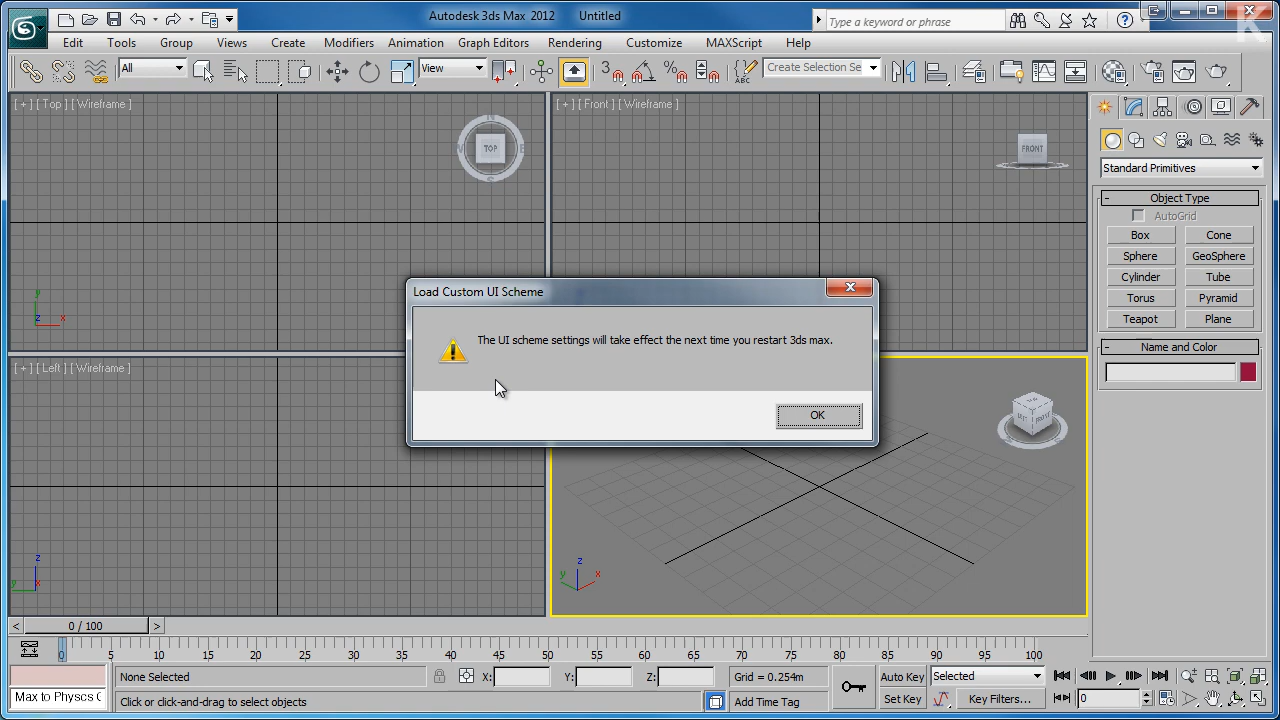 Autodesk 3ds Max 2012 Untitled
Type a keyword or phrase
K
Edit Tools Group Views Create Modifiers Animation Graph Editors Rendering Customize MAXScript Help
All
View
3
Create Selection Se
[ + ] [ Top ] [ Wireframe ]
TOP
N
S
[ + ] [ Front ] [ Wireframe ]
FRONT
Standard Primitives
- Object Type
AutoGrid
Box Cone
Sphere GeoSphere
Cylinder Tube
Torus Pyramid
Teapot Plane
- Name and Color
y
z x
Load Custom UI Scheme
The UI scheme settings will take effect the next time you restart 3ds max.
OK
[ + ] [ Left ] [ Wireframe ]
z
y x
z
y x
< 0 / 100 >
0 5 10 15 20 25 30 35 40 45 50 55 60 65 70 75 80 85 90 95 100
None Selected
X: Y: Z:
Grid = 0.254m
Auto Key
Selected
Max to Physcs C
Click or click-and-drag to select objects
Add Time Tag
Set Key
Key Filters...
0